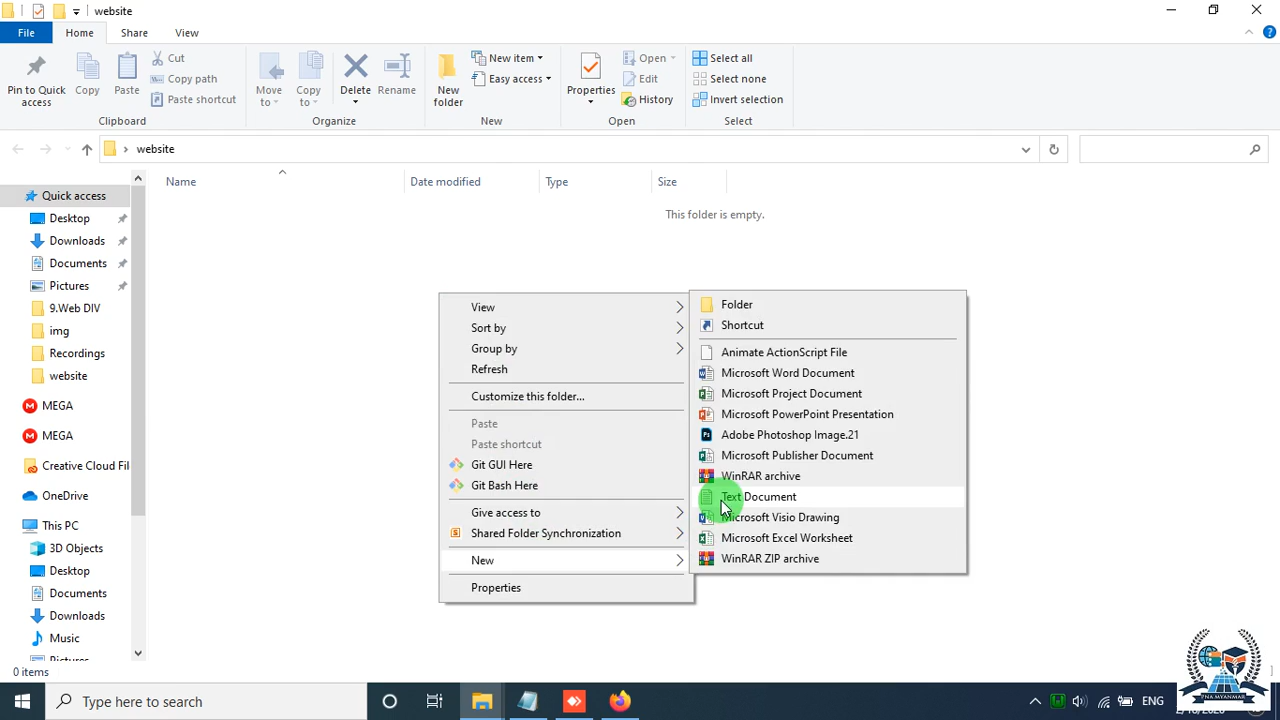 website
File
Home
Share
View
Pin to Quick access
Copy
Paste
Cut
Copy path
Paste shortcut
Clipboard
Move to
Copy to
Delete
Rename
Organize
New folder
New item
Easy access
New
Properties
Open
Edit
History
Open
Select all
Select none
Invert selection
Select
website
Name
Date modified
Type
Size
This folder is empty.
Quick access
Desktop
Downloads
Documents
Pictures
9.Web DIV
img
Recordings
website
MEGA
MEGA
Creative Cloud Fil
OneDrive
This PC
3D Objects
Desktop
Documents
Downloads
Music
Pictures
View
Sort by
Group by
Refresh
Customize this folder...
Paste
Paste shortcut
Git GUI Here
Git Bash Here
Give access to
Shared Folder Synchronization
New
Properties
Folder
Shortcut
Animate ActionScript File
Microsoft Word Document
Microsoft Project Document
Microsoft PowerPoint Presentation
Adobe Photoshop Image.21
Microsoft Publisher Document
WinRAR archive
Text Document
Microsoft Visio Drawing
Microsoft Excel Worksheet
WinRAR ZIP archive
0 items
Type here to search
ENG
PNA MYANMAR